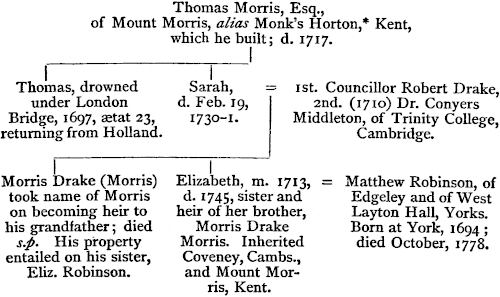 Thomas Morris, Esq.,
of Mount Morris, alias Monk's Horton,* Kent,
which he built; d. 1717.
Thomas, drowned
under London
Bridge, 1697, ætat 23,
returning from Holland.
Sarah,
d. Feb. 19,
1730-1.
=
1st. Councillor Robert Drake,
2nd. (1710) Dr. Conyers
Middleton, of Trinity College,
Cambridge.
Morris Drake (Morris)
took name of Morris
on becoming heir to
his grandfather; died
s.p. His property
entailed on his sister,
Eliz. Robinson.
Elizabeth, m. 1713,
d. 1745, sister and
heir of her brother,
Morris Drake
Morris. Inherited
Coveney, Cambs.,
and Mount Mor-
ris, Kent.
=
Matthew Robinson, of
Edgeley and of West
Layton Hall, Yorks.
Born at York, 1694;
died October, 1778.